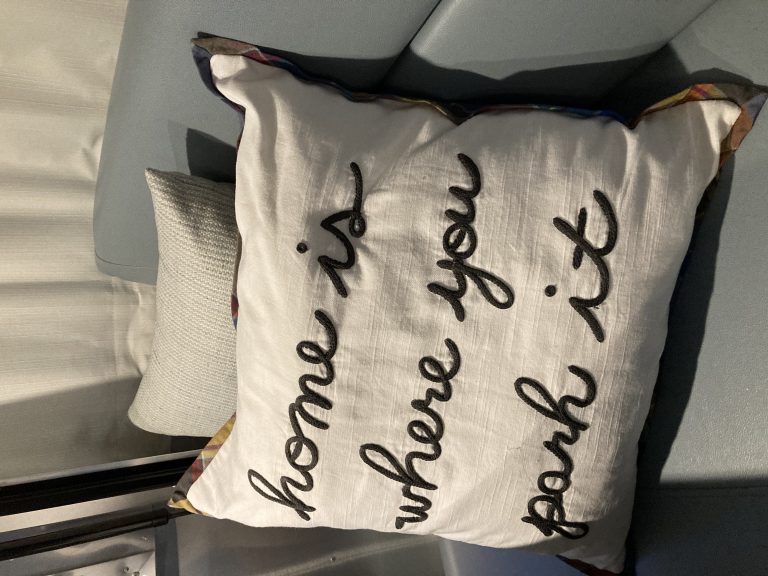 home is
where you
park it